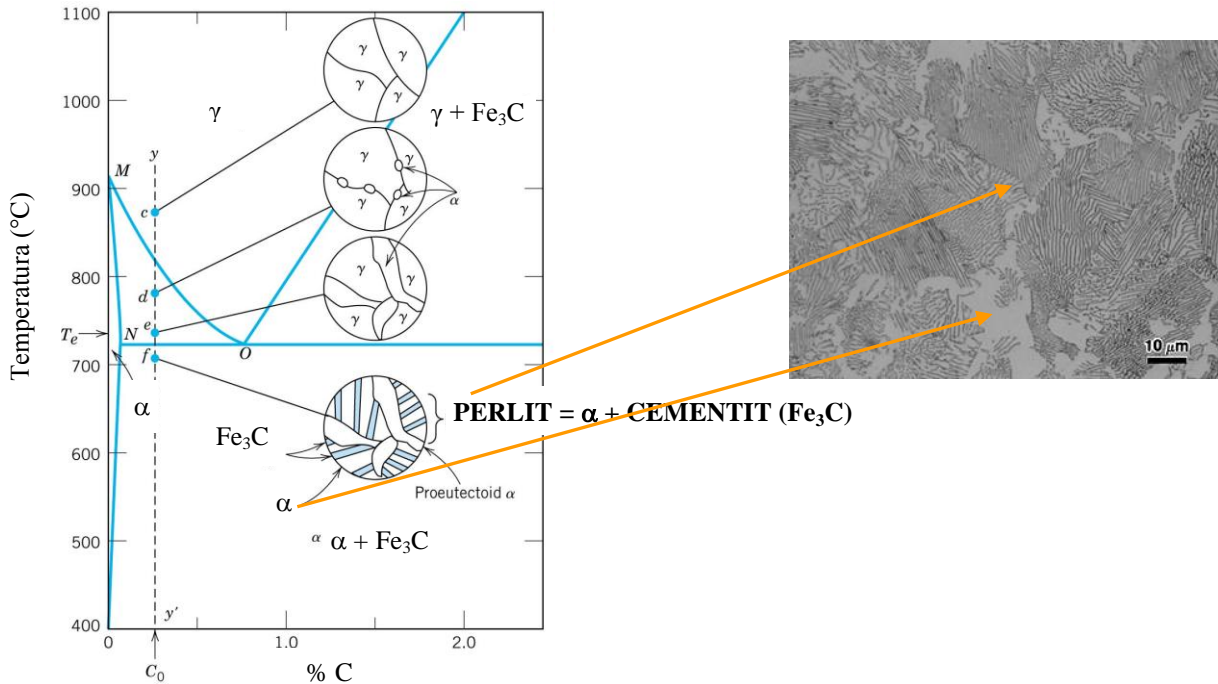 1100
1000
900
800
700
600
500
400
Temperatura (°C)
0
1.0
2.0
% C
C₀
γ
γ + Fe₃C
γ
γ
γ
γ
γ
γ
γ
γ
γ
α
γ
γ
γ
γ
y
M
c
d
e
N
Tₑ
f
O
α
Fe₃C
α
PERLIT = α + CEMENTIT (Fe₃C)
Proeutectoid α
α α + Fe₃C
y'
10 μm